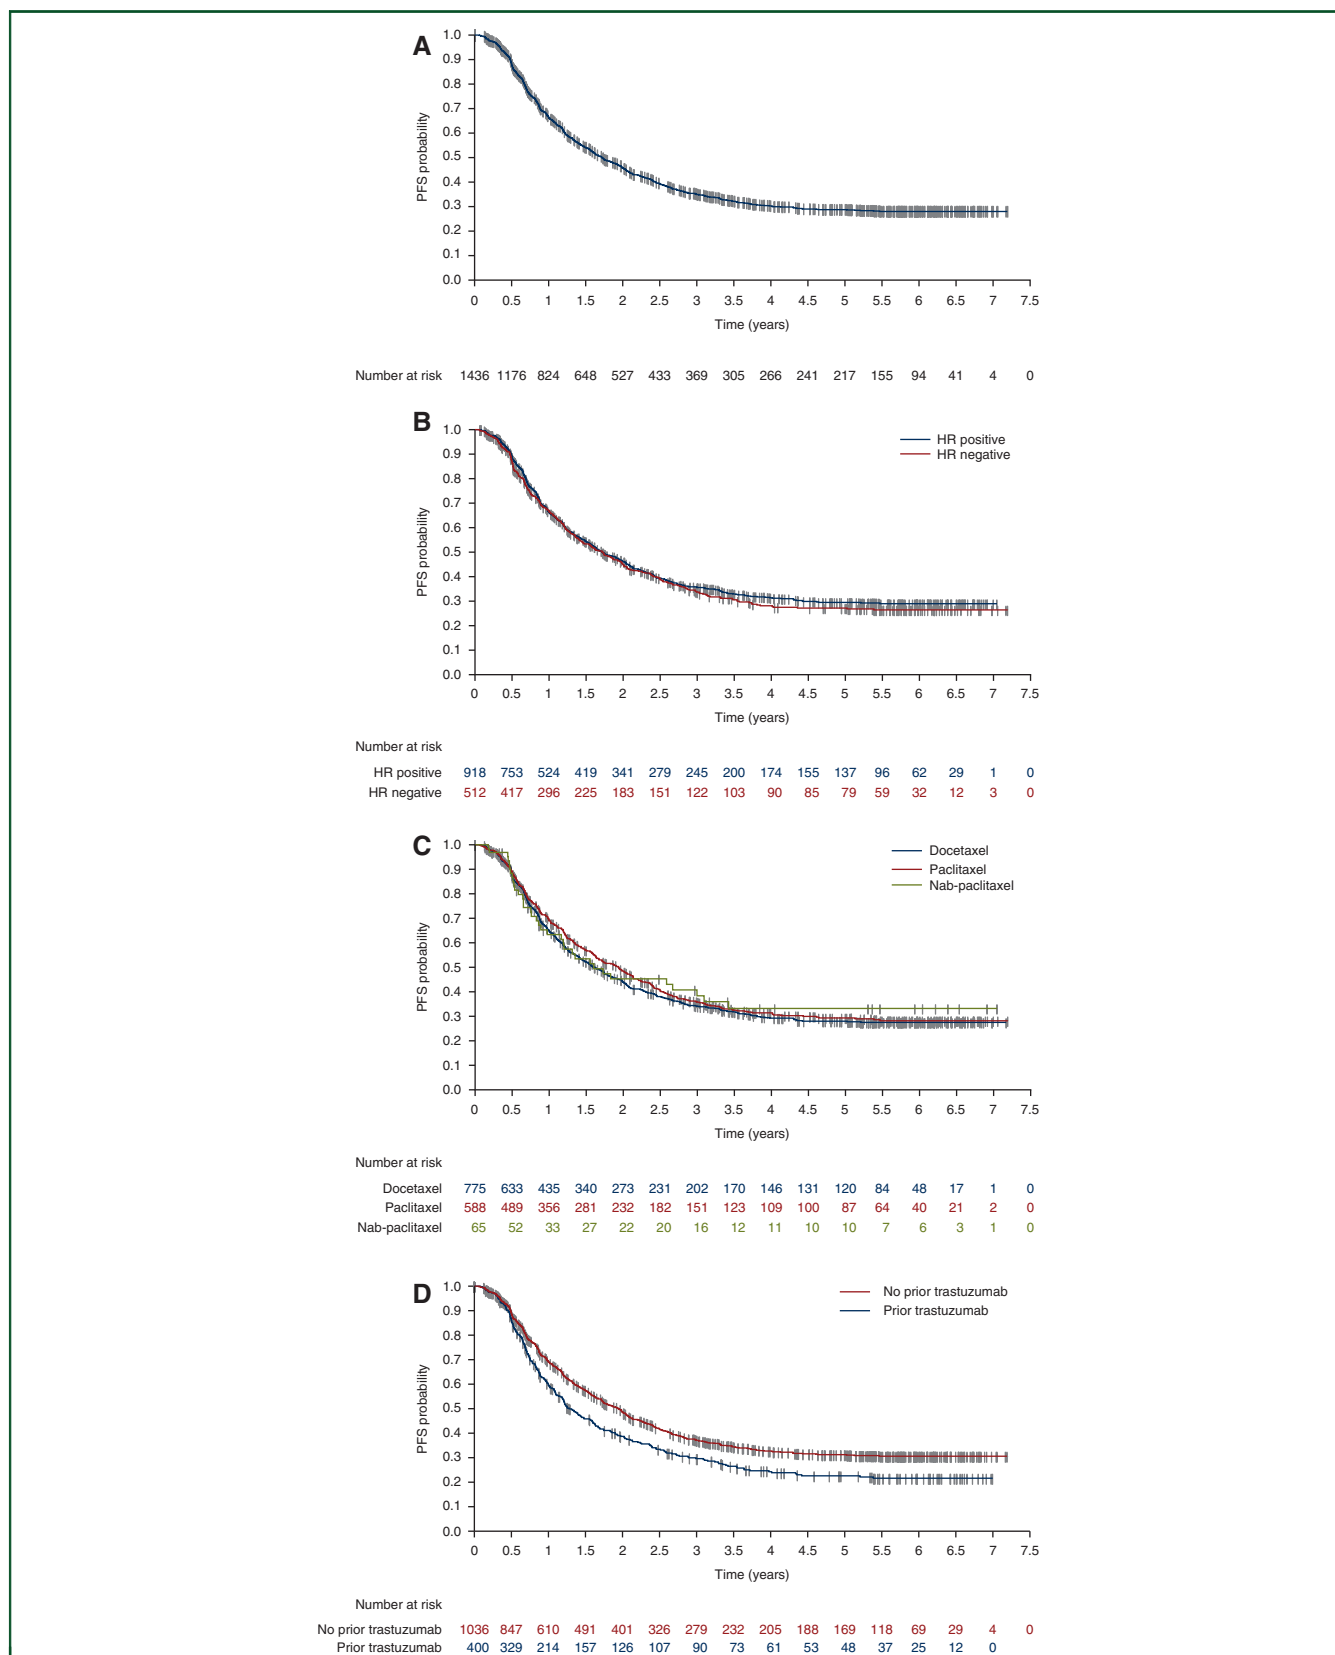 A
1.0
0.9
0.8
0.7
0.6
0.5
0.4
0.3
0.2
0.1
0.0
PFS probability
0 0.5 1 1.5 2 2.5 3 3.5 4 4.5 5 5.5 6 6.5 7 7.5
Time (years)
Number at risk 1436 1176 824 648 527 433 369 305 266 241 217 155 94 41 4 0
B
1.0
0.9
0.8
0.7
0.6
0.5
0.4
0.3
0.2
0.1
0.0
PFS probability
HR positive
HR negative
0 0.5 1 1.5 2 2.5 3 3.5 4 4.5 5 5.5 6 6.5 7 7.5
Time (years)
Number at risk
HR positive 918 753 524 419 341 279 245 200 174 155 137 96 62 29 1 0
HR negative 512 417 296 225 183 151 122 103 90 85 79 59 32 12 3 0
C
1.0
0.9
0.8
0.7
0.6
0.5
0.4
0.3
0.2
0.1
0.0
PFS probability
Docetaxel
Paclitaxel
Nab-paclitaxel
0 0.5 1 1.5 2 2.5 3 3.5 4 4.5 5 5.5 6 6.5 7 7.5
Time (years)
Number at risk
Docetaxel 775 633 435 340 273 231 202 170 146 131 120 84 48 17 1 0
Paclitaxel 588 489 356 281 232 182 151 123 109 100 87 64 40 21 2 0
Nab-paclitaxel 65 52 33 27 22 20 16 12 11 10 10 7 6 3 1 0
D
1.0
0.9
0.8
0.7
0.6
0.5
0.4
0.3
0.2
0.1
0.0
PFS probability
No prior trastuzumab
Prior trastuzumab
0 0.5 1 1.5 2 2.5 3 3.5 4 4.5 5 5.5 6 6.5 7 7.5
Time (years)
Number at risk
No prior trastuzumab 1036 847 610 491 401 326 279 232 205 188 169 118 69 29 4 0
Prior trastuzumab 400 329 214 157 126 107 90 73 61 53 48 37 25 12 0